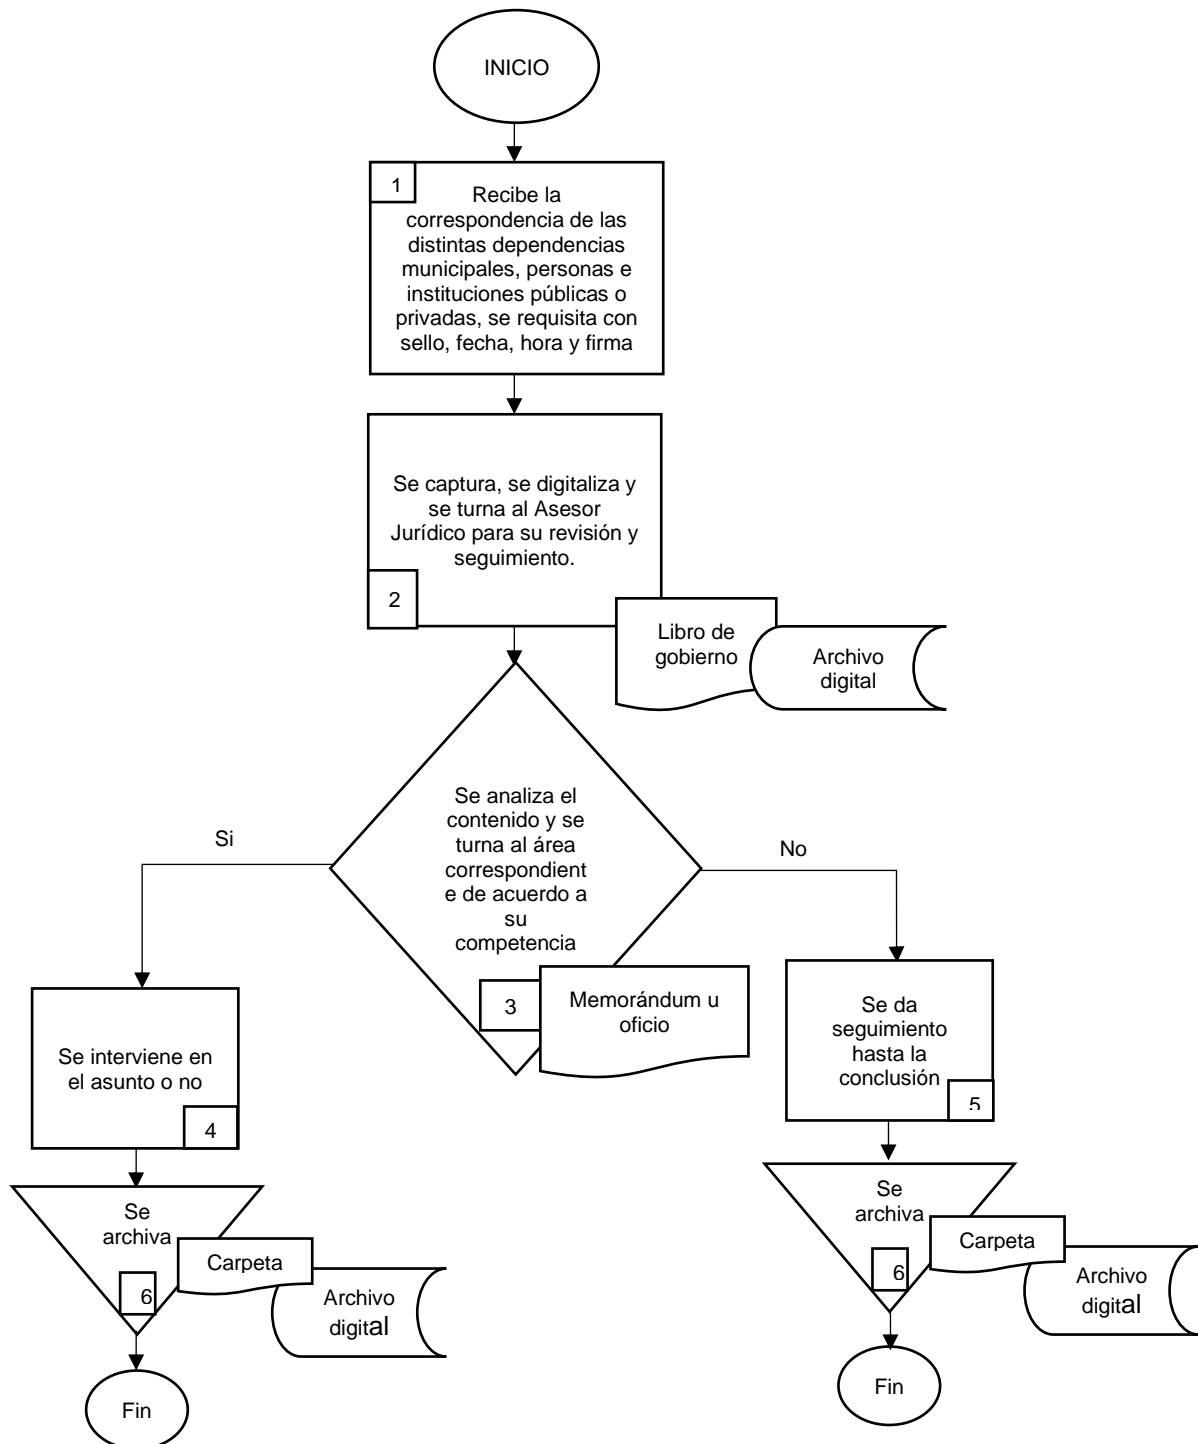 INICIO
1
Recibe la
correspondencia de las
distintas dependencias
municipales, personas e
instituciones públicas o
privadas, se requisita con
sello, fecha, hora y firma
Se captura, se digitaliza y
se turna al Asesor
Jurídico para su revisión y
seguimiento.
2
Libro de
gobierno
Archivo
digital
Se analiza el
contenido y se
turna al área
correspondient
e de acuerdo a
su
competencia
Si
No
3
Memorándum u
oficio
Se interviene en
el asunto o no
4
Se da
seguimiento
hasta la
conclusión
5
Se
archiva
6
Carpeta
Archivo
digital
Fin
Se
archiva
6
Carpeta
Archivo
digital
Fin